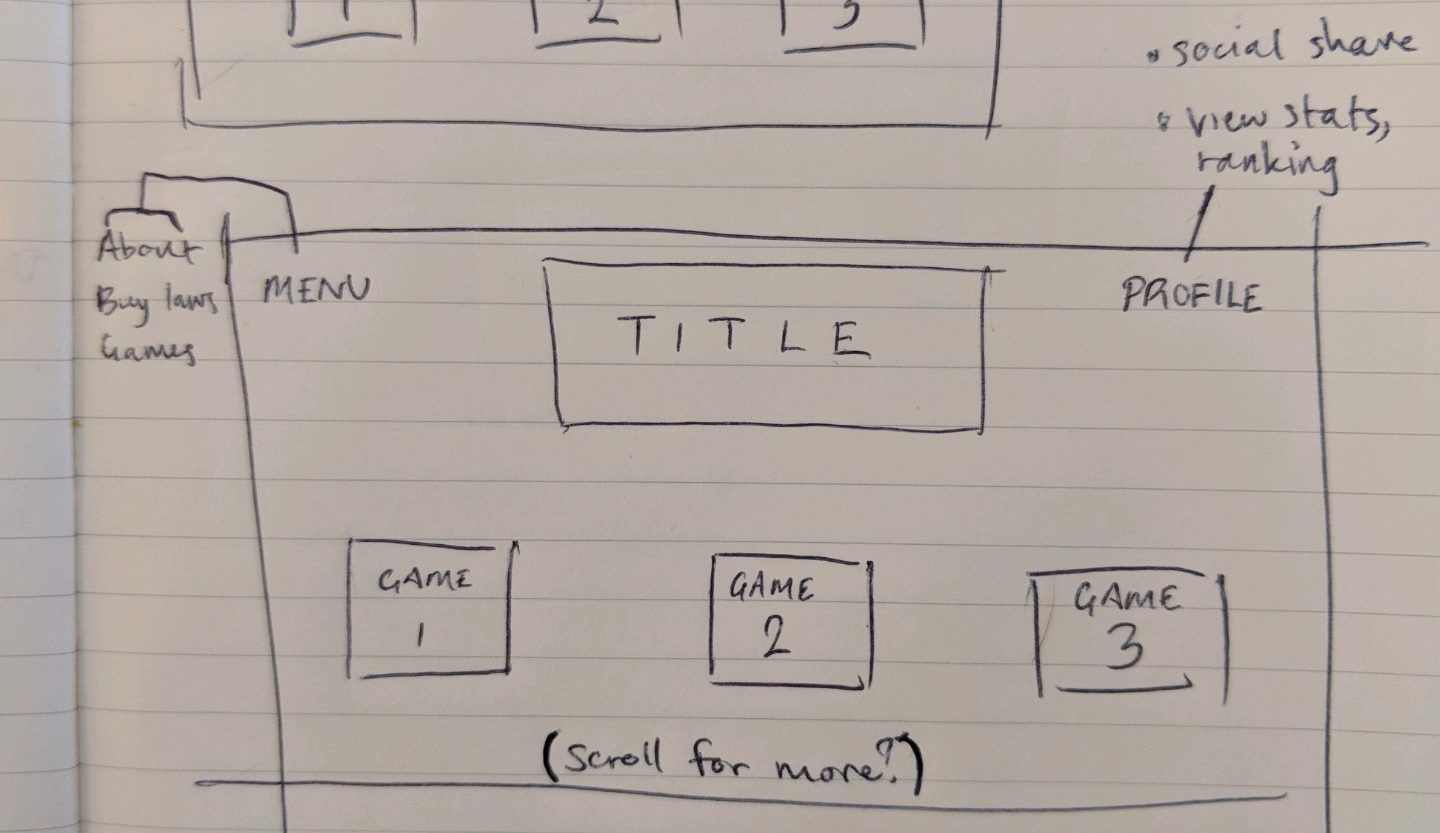 1 2 3
• social share
• view stats,
ranking
About
Buy laws
Games
MENU
TITLE
PROFILE
GAME
1
GAME
2
GAME
3
(Scroll for more?)